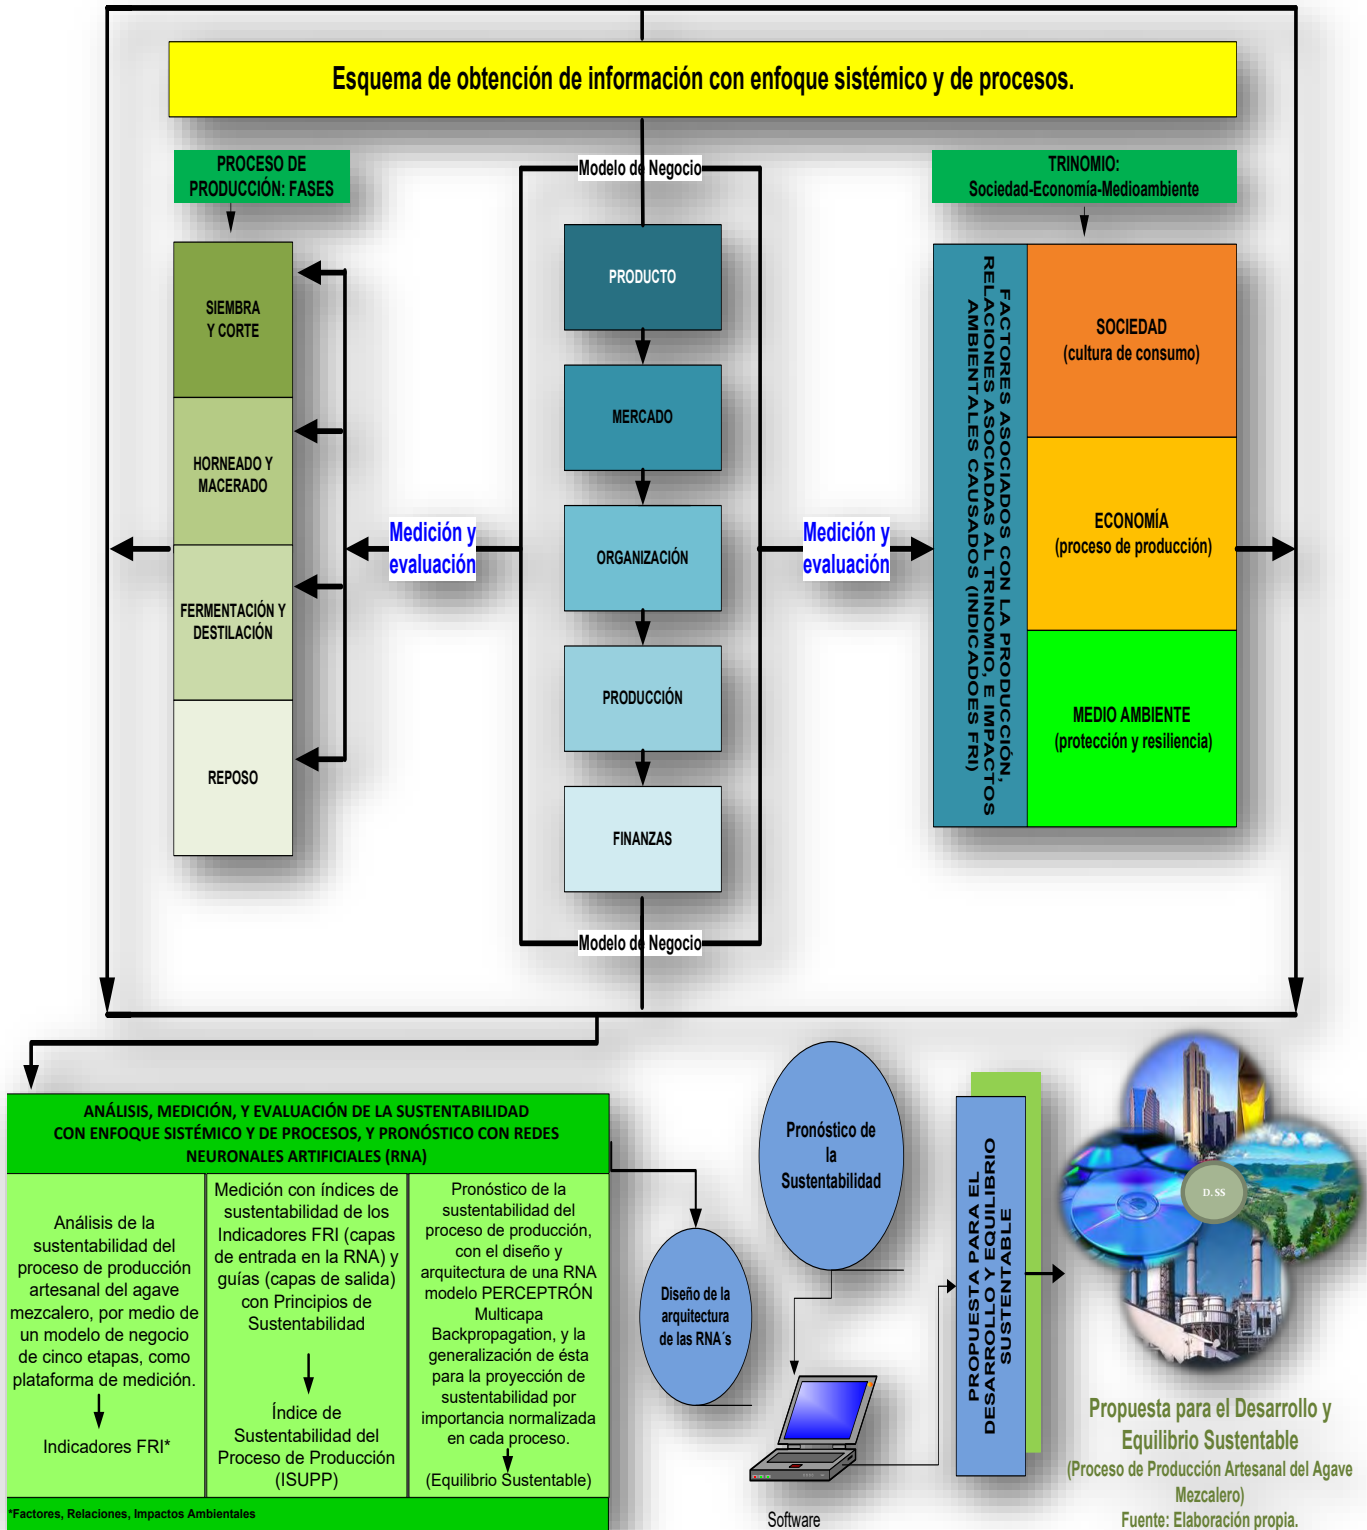 Esquema de obtención de información con enfoque sistémico y de procesos.
PROCESO DE
PRODUCCIÓN: FASES
SIEMBRA
Y CORTE
HORNEADO Y
MACERADO
FERMENTACIÓN Y
DESTILACIÓN
REPOSO
Medición y
evaluación
Modelo de Negocio
PRODUCTO
MERCADO
ORGANIZACIÓN
PRODUCCIÓN
FINANZAS
Modelo de Negocio
Medición y
evaluación
TRINOMIO:
Sociedad-Economía-Medioambiente
FACTORES ASOCIADOS CON LA PRODUCCIÓN,
RELACIONES ASOCIADAS AL TRINOMIO, E IMPACTOS
AMBIENTALES CAUSADOS (INDICADOES FRI)
SOCIEDAD
(cultura de consumo)
ECONOMÍA
(proceso de producción)
MEDIO AMBIENTE
(protección y resiliencia)
ANÁLISIS, MEDICIÓN, Y EVALUACIÓN DE LA SUSTENTABILIDAD
CON ENFOQUE SISTÉMICO Y DE PROCESOS, Y PRONÓSTICO CON REDES
NEURONALES ARTIFICIALES (RNA)
Análisis de la
sustentabilidad del
proceso de producción
artesanal del agave
mezcalero, por medio de
un modelo de negocio
de cinco etapas, como
plataforma de medición.
Indicadores FRI*
Medición con índices de
sustentabilidad de los
Indicadores FRI (capas
de entrada en la RNA) y
guías (capas de salida)
con Principios de
Sustentabilidad
Índice de
Sustentabilidad del
Proceso de Producción
(ISUPP)
Pronóstico de la
sustentabilidad del
proceso de producción,
con el diseño y
arquitectura de una RNA
modelo PERCEPTRÓN
Multicapa
Backpropagation, y la
generalización de ésta
para la proyección de
sustentabilidad por
importancia normalizada
en cada proceso.
(Equilibrio Sustentable)
*Factores, Relaciones, Impactos Ambientales
Diseño de la
arquitectura
de las RNA´s
Pronóstico de
la
Sustentabilidad
Software
PROPUESTA PARA EL
DESARROLLO Y EQUILIBRIO
SUSTENTABLE
D. SS
Propuesta para el Desarrollo y
Equilibrio Sustentable
(Proceso de Producción Artesanal del Agave
Mezcalero)
Fuente: Elaboración propia.